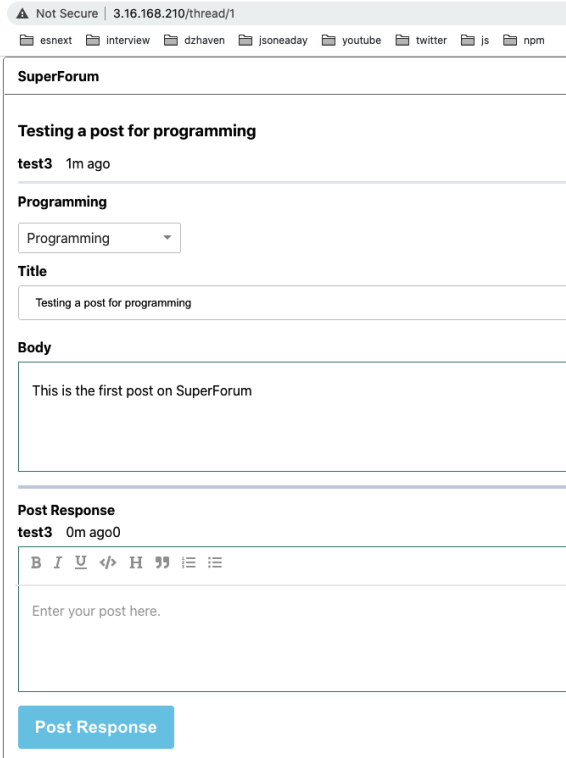 Not Secure | 3.16.168.210/thread/1
esnext interview dzhaven jsoneaday youtube twitter js npm
SuperForum
Testing a post for programming
test3 1m ago
Programming
Programming
Title
Testing a post for programming
Body
This is the first post on SuperForum
Post Response
test3 0m ago0
B I U </> H
Enter your post here.
Post Response